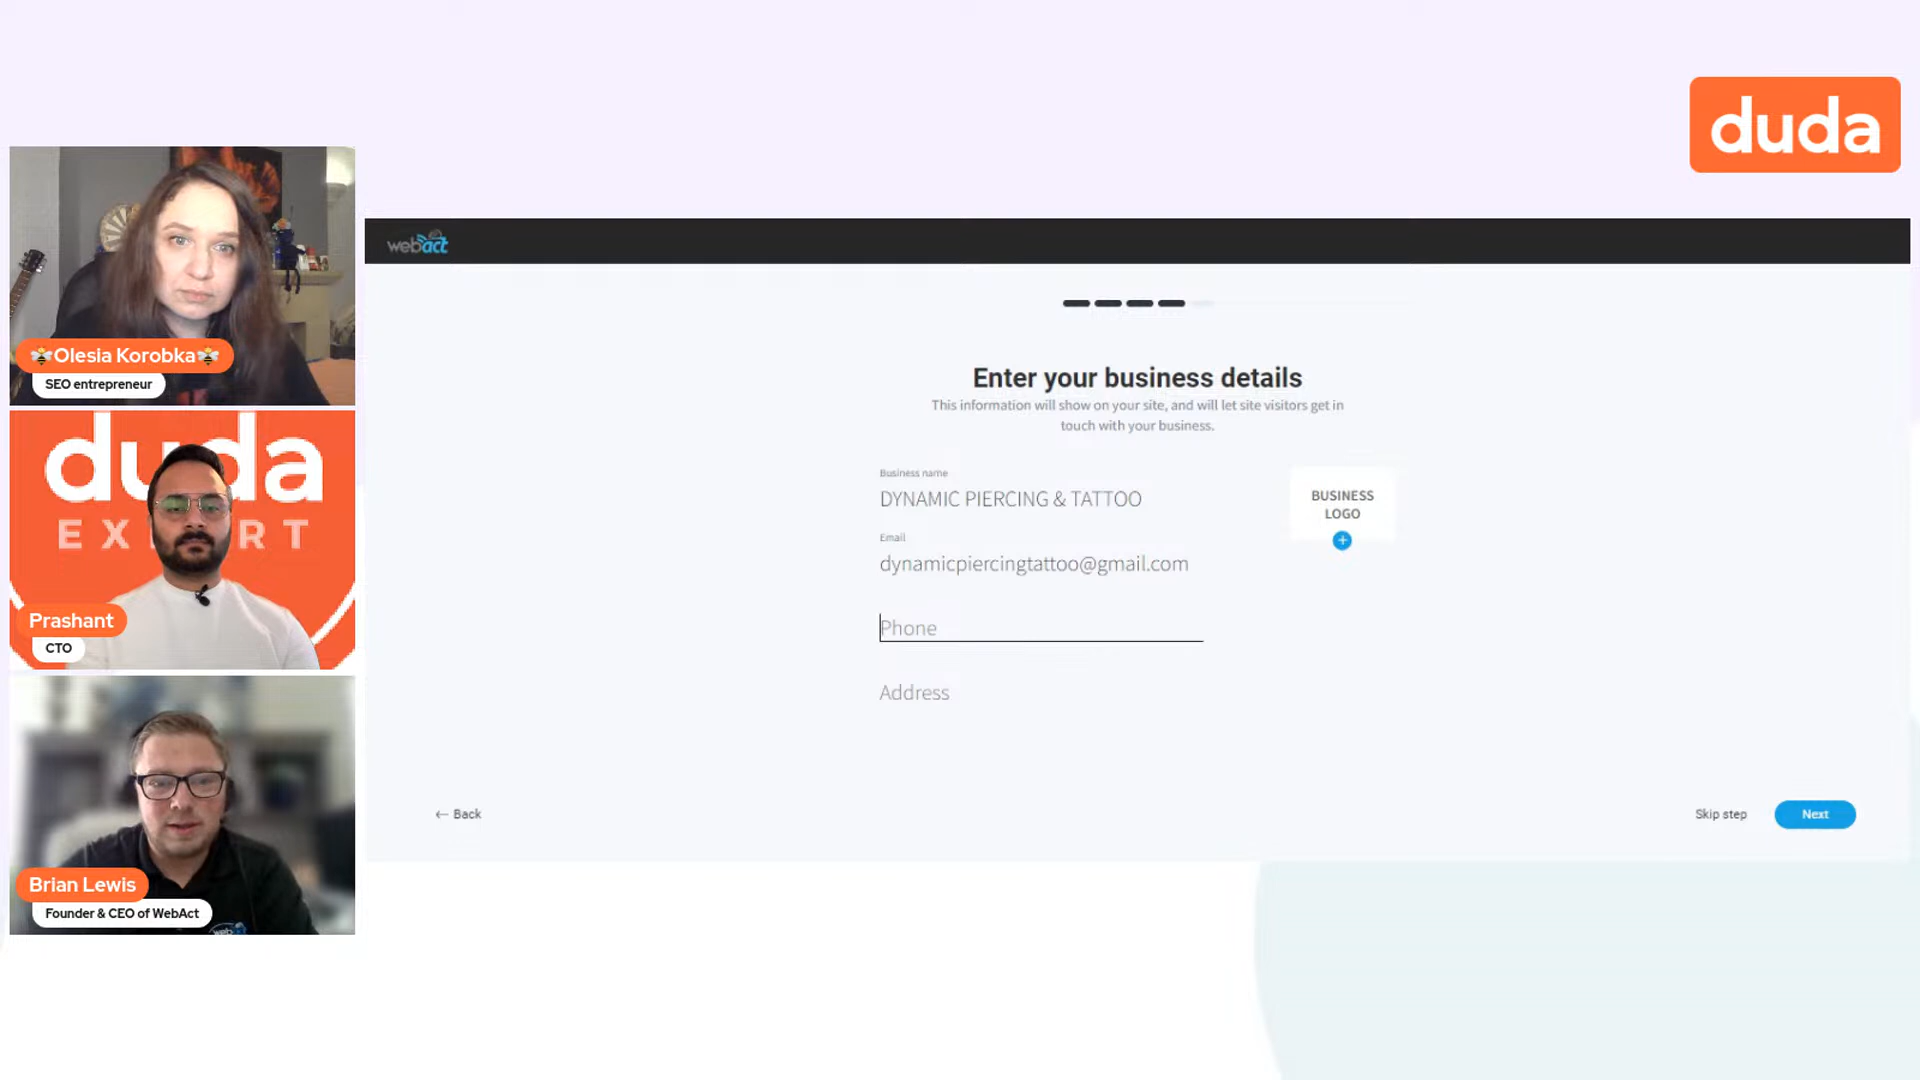 duda
Olesia Korobka
SEO entrepreneur
duda
EX RT
Prashant
CTO
Brian Lewis
Founder & CEO of WebAct
webact
Enter your business details
This information will show on your site, and will let site visitors get in
touch with your business.
Business name
DYNAMIC PIERCING & TATTOO
Email
dynamicpiercingtattoo@gmail.com
Phone
Address
BUSINESS
LOGO
← Back
Skip step
Next